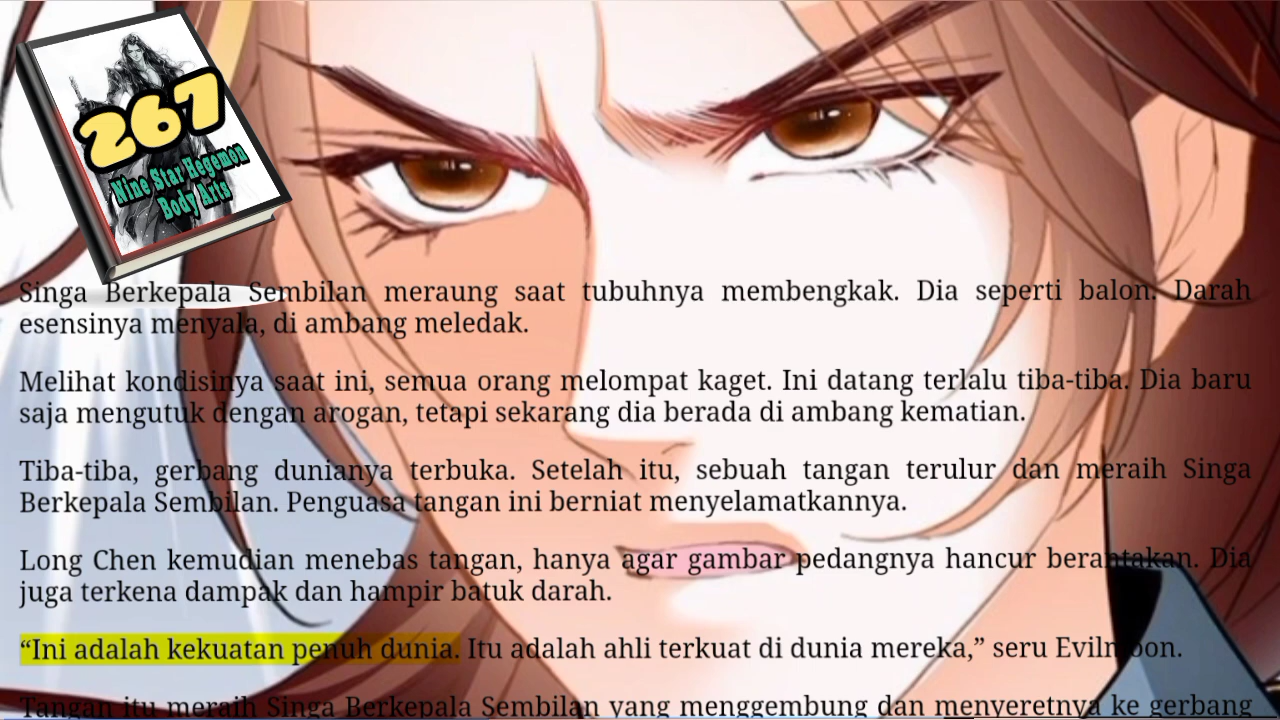 267
Nine Star Hegemon
Body Arts
Singa Berkepala Sembilan meraung saat tubuhnya membengkak. Dia seperti balon. Darah
esensinya menyala, di ambang meledak.
Melihat kondisinya saat ini, semua orang melompat kaget. Ini datang terlalu tiba-tiba. Dia baru
saja mengutuk dengan arogan, tetapi sekarang dia berada di ambang kematian.
Tiba-tiba, gerbang dunianya terbuka. Setelah itu, sebuah tangan terulur dan meraih Singa
Berkepala Sembilan. Penguasa tangan ini berniat menyelamatkannya.
Long Chen kemudian menebas tangan, hanya agar gambar pedangnya hancur berantakan. Dia
juga terkena dampak dan hampir batuk darah.
“Ini adalah kekuatan penuh dunia. Itu adalah ahli terkuat di dunia mereka,” seru Evilmoon.
Tangan itu meraih Singa Berkepala Sembilan yang menggembung dan menyeretnya ke gerbang